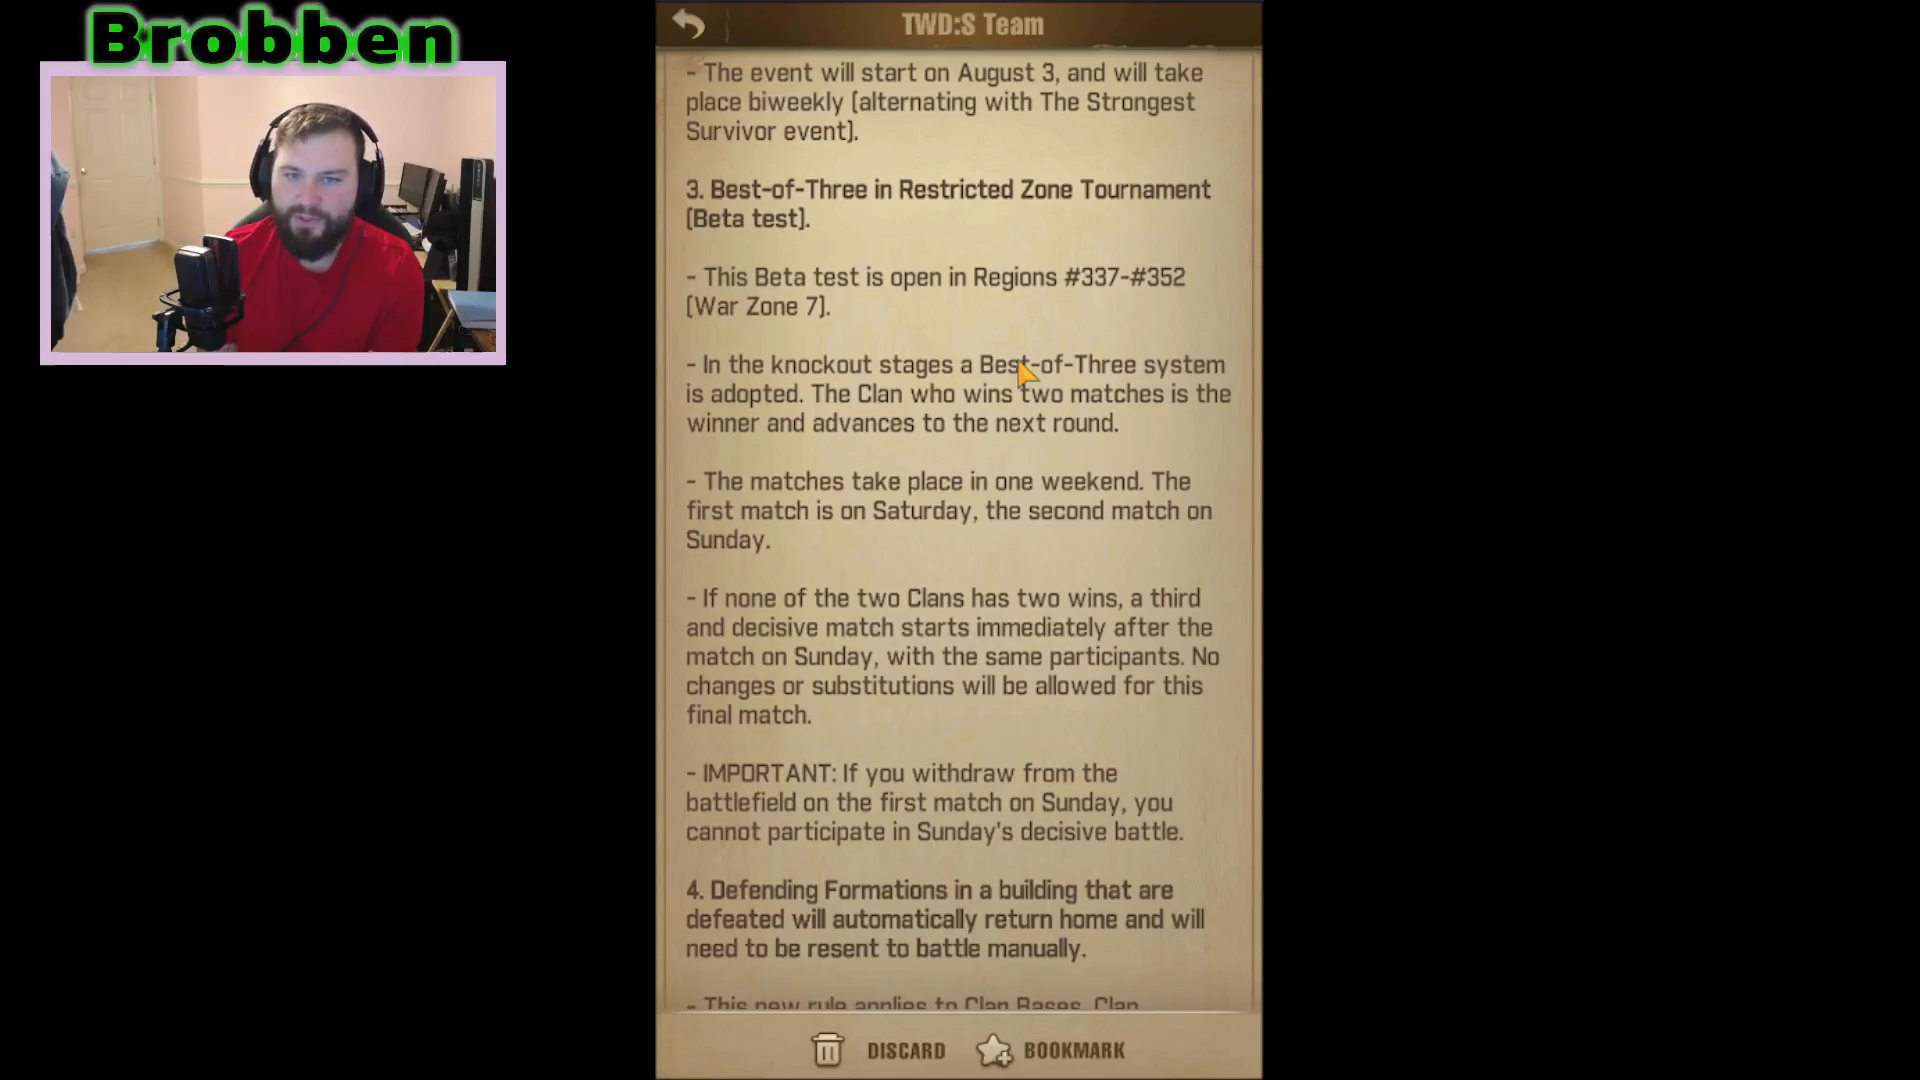 Brobben
TWD:S Team
- The event will start on August 3, and will take
place biweekly (alternating with The Strongest
Survivor event).
3. Best-of-Three in Restricted Zone Tournament
(Beta test).
- This Beta test is open in Regions #337-#352
(War Zone 7).
- In the knockout stages a Best-of-Three system
is adopted. The Clan who wins two matches is the
winner and advances to the next round.
- The matches take place in one weekend. The
first match is on Saturday, the second match on
Sunday.
- If none of the two Clans has two wins, a third
and decisive match starts immediately after the
match on Sunday, with the same participants. No
changes or substitutions will be allowed for this
final match.
- IMPORTANT: If you withdraw from the
battlefield on the first match on Sunday, you
cannot participate in Sunday's decisive battle.
4. Defending Formations in a building that are
defeated will automatically return home and will
need to be resent to battle manually.
- This new rule applies to Clan Bases, Clan
DISCARD
BOOKMARK